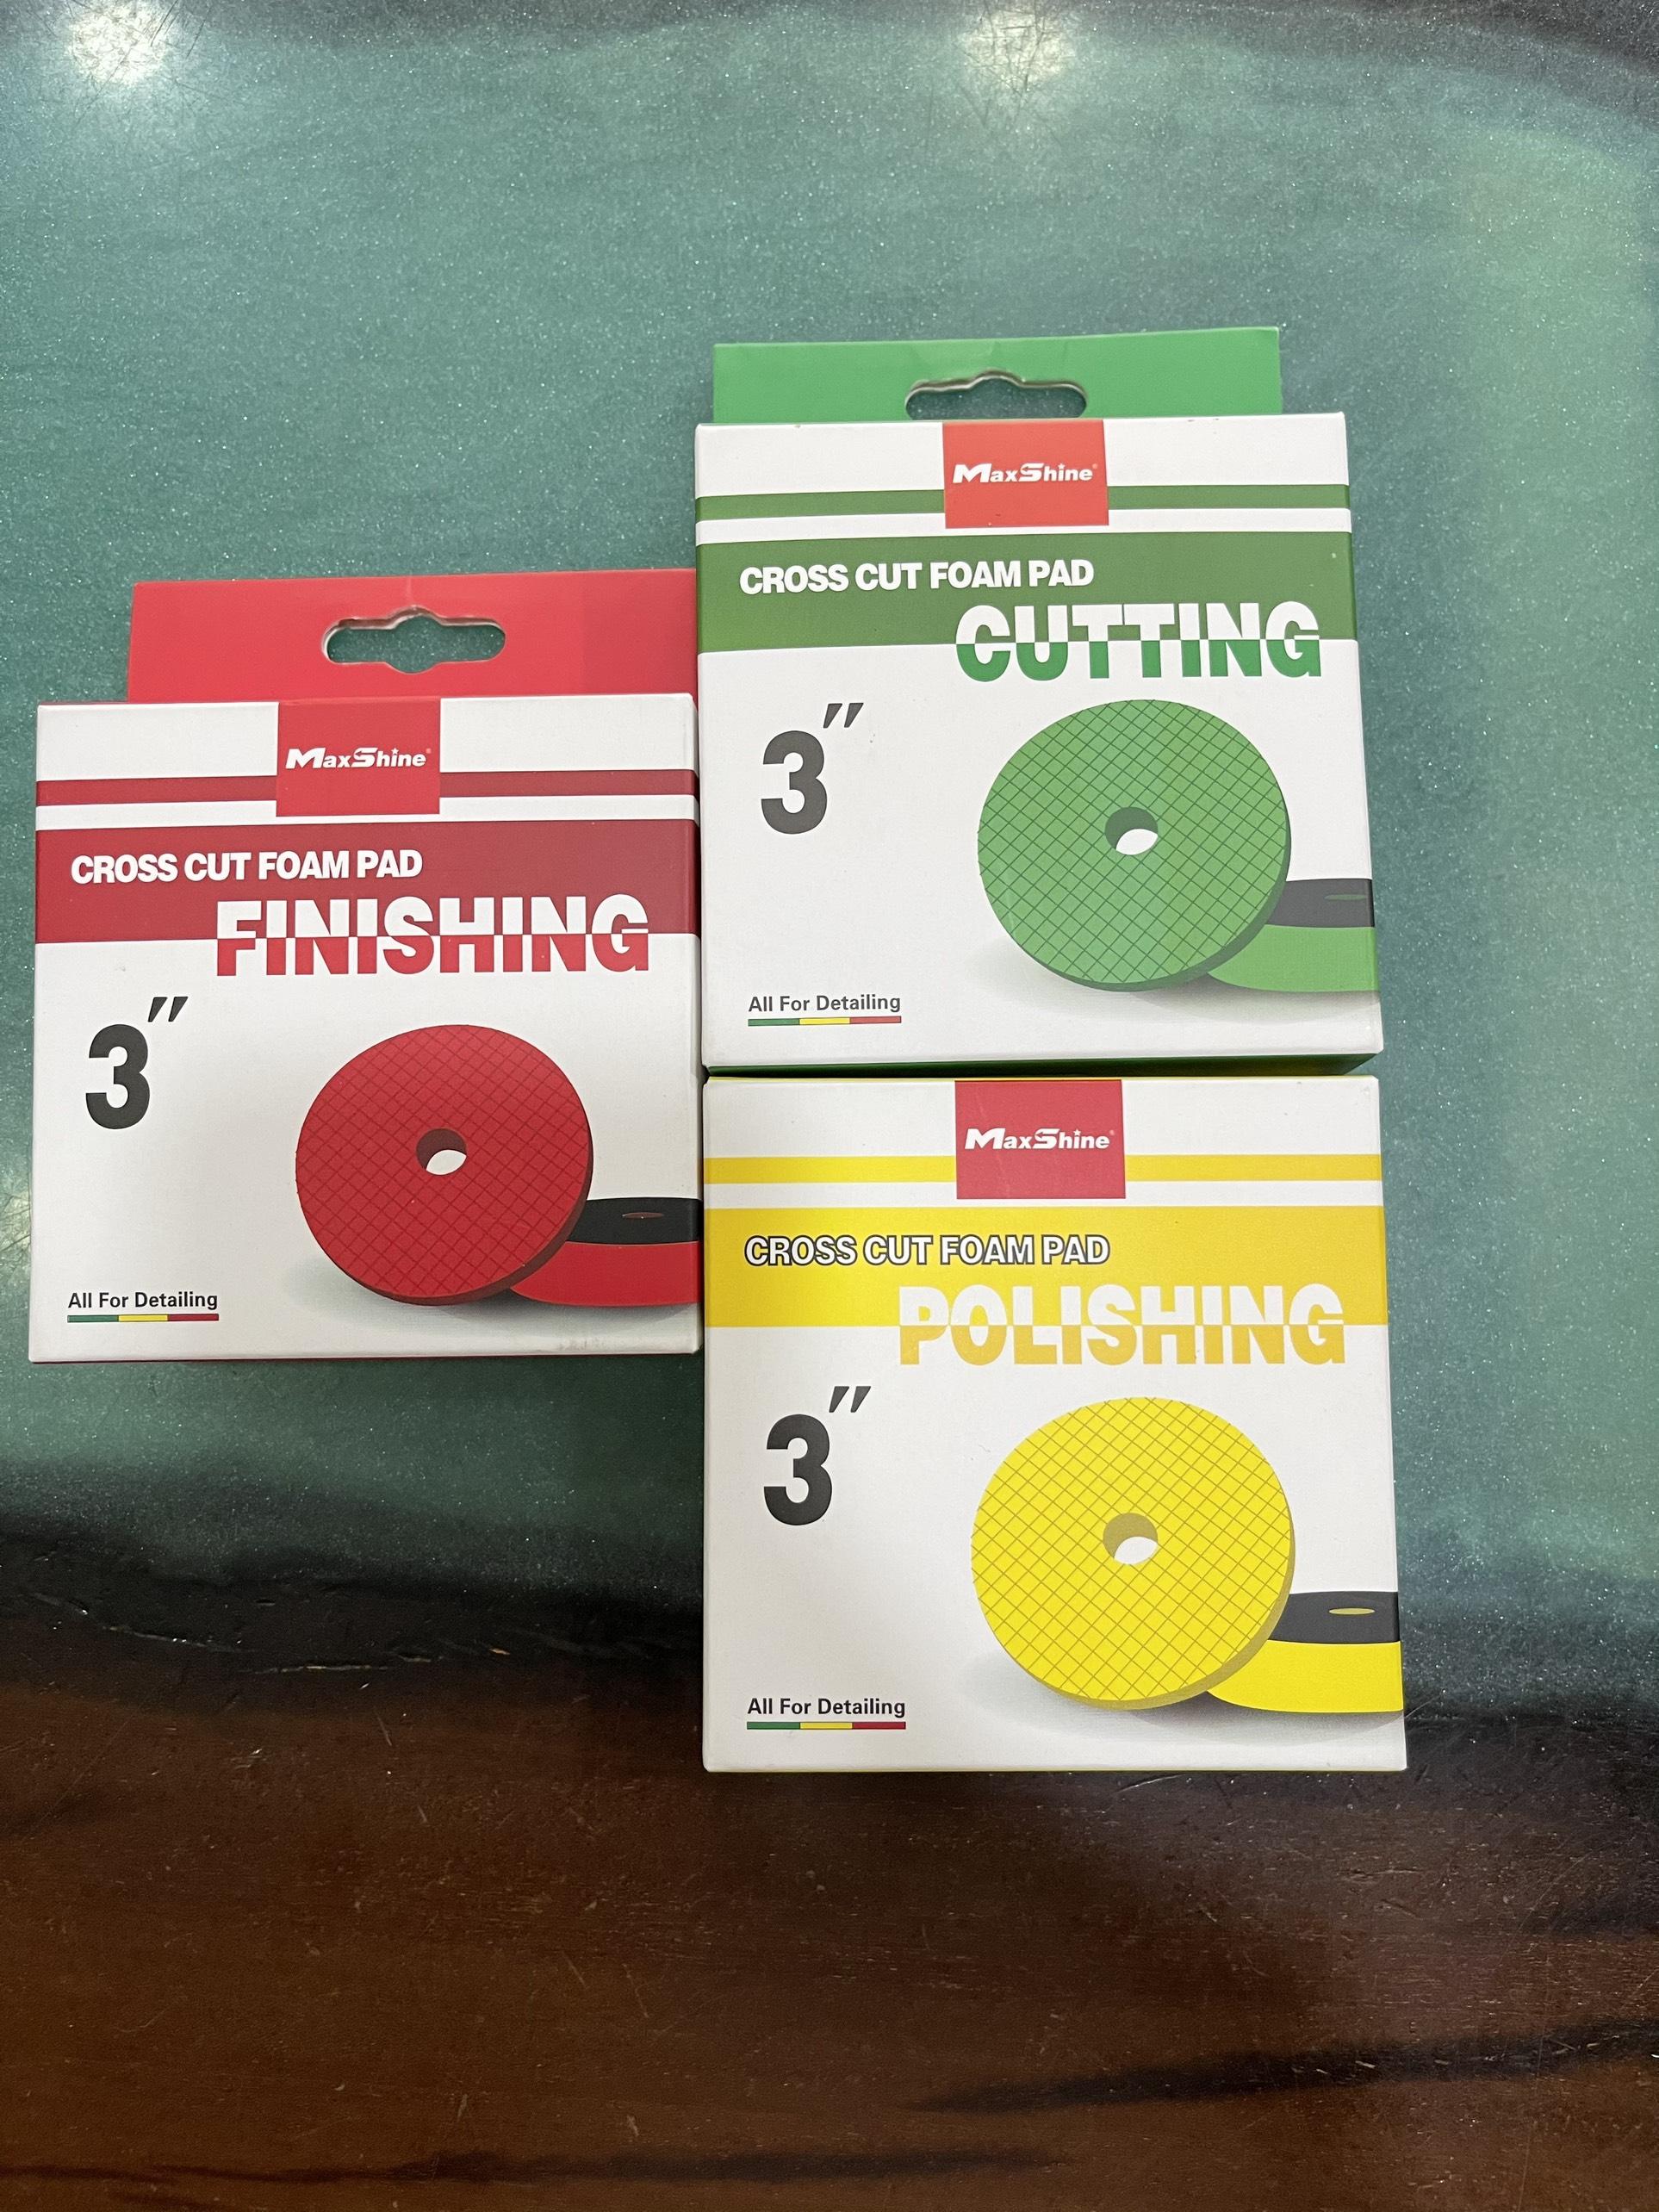 MaxShine®
CROSS CUT FOAM PAD
FINISHING
3"
All For Detailing
MaxShine®
CROSS CUT FOAM PAD
CUTTING
3"
All For Detailing
MaxShine®
CROSS CUT FOAM PAD
POLISHING
3"
All For Detailing